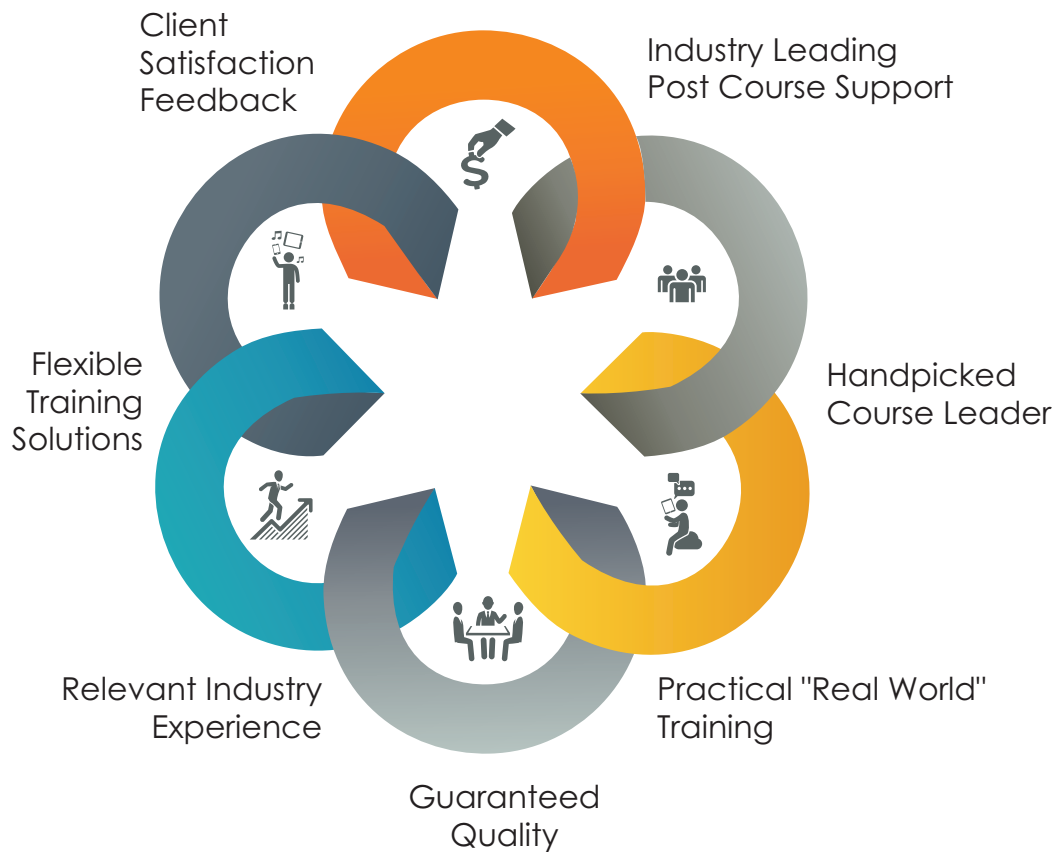 Client
Satisfaction
Feedback
Industry Leading
Post Course Support
Flexible
Training
Solutions
Handpicked
Course Leader
Relevant Industry
Experience
Practical "Real World"
Training
Guaranteed
Quality